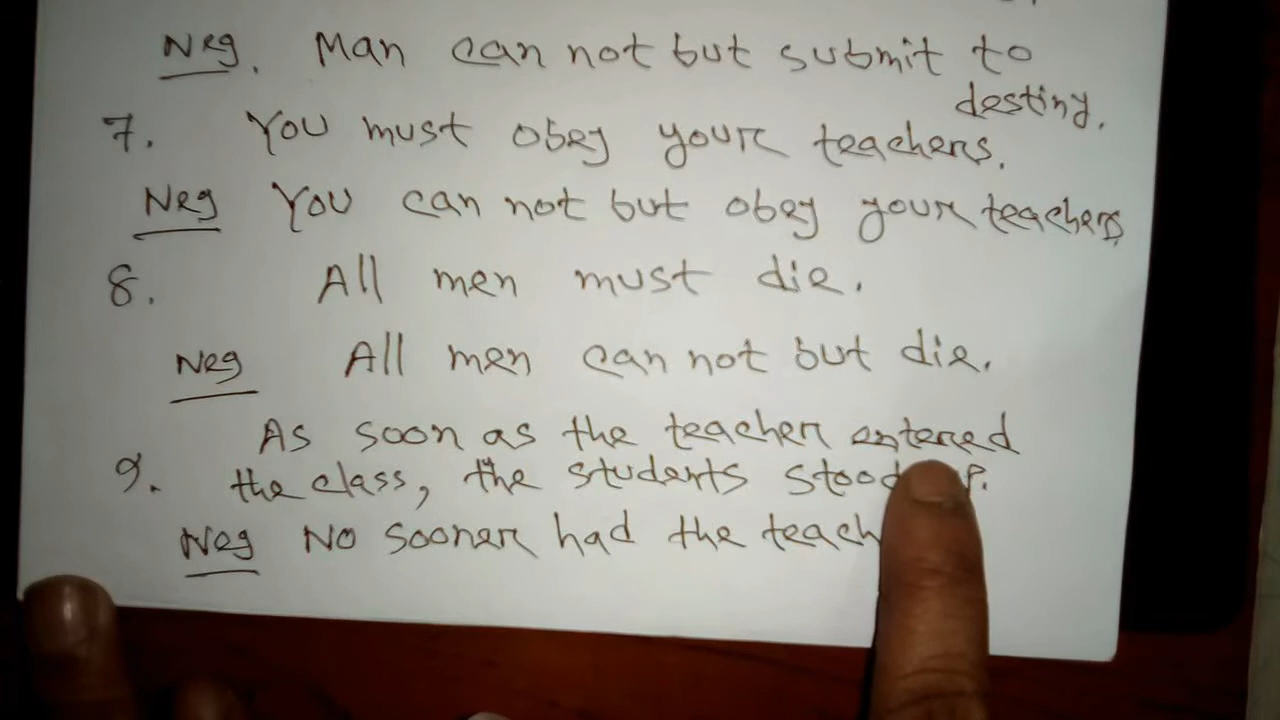 Neg. Man can not but submit to
destiny.
7. You must obey your teachers.
Neg You can not but obey your teachers
8. All men must die.
Neg All men can not but die.
As soon as the teacher entered
9. the class, the students stood
Neg No sooner had the